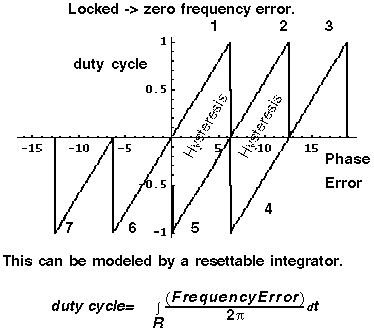 Locked -> zero frequency error.
1 2 3
1
duty cycle
0.5
Hysteresis Hysteresis
-15 -10 -5 5 10 15
Phase
Error
-0.5
7 6 -1 5 4
This can be modeled by a resettable integrator.
duty cycle= ∫R (FrequencyError)/2π dt